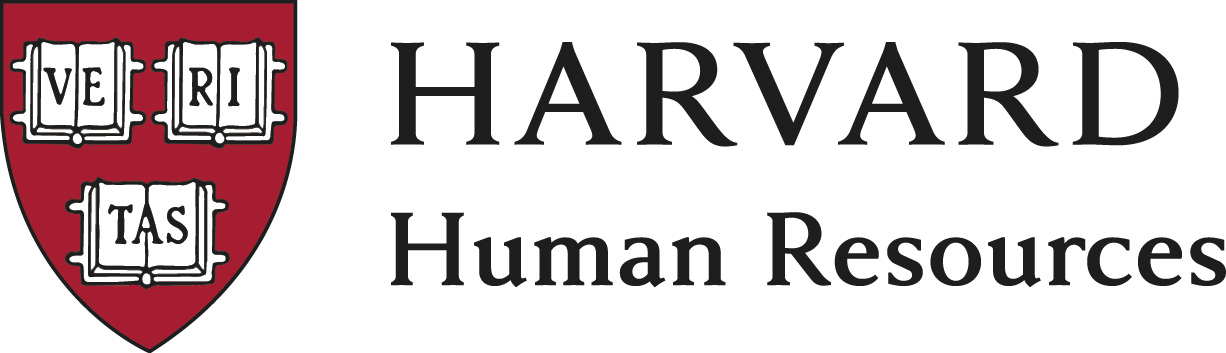 VE RI
TAS
HARVARD
Human Resources